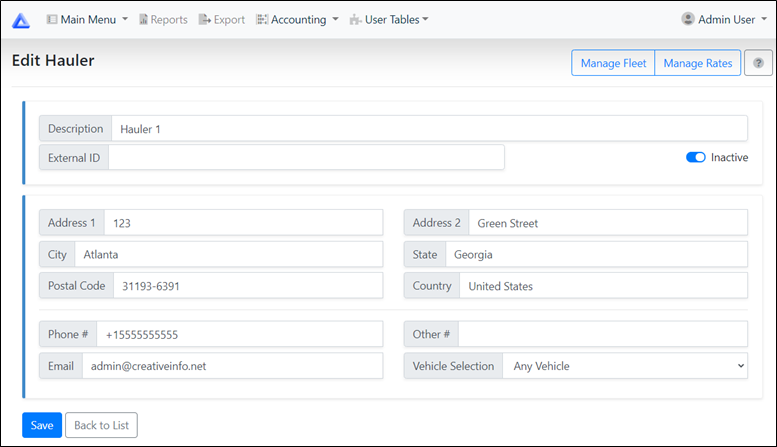 Main Menu Reports Export Accounting User Tables Admin User
Edit Hauler Manage Fleet Manage Rates ?
Description Hauler 1
External ID Inactive
Address 1 123 Address 2 Green Street
City Atlanta State Georgia
Postal Code 31193-6391 Country United States
Phone # +15555555555 Other #
Email admin@creativeinfo.net Vehicle Selection Any Vehicle
Save Back to List